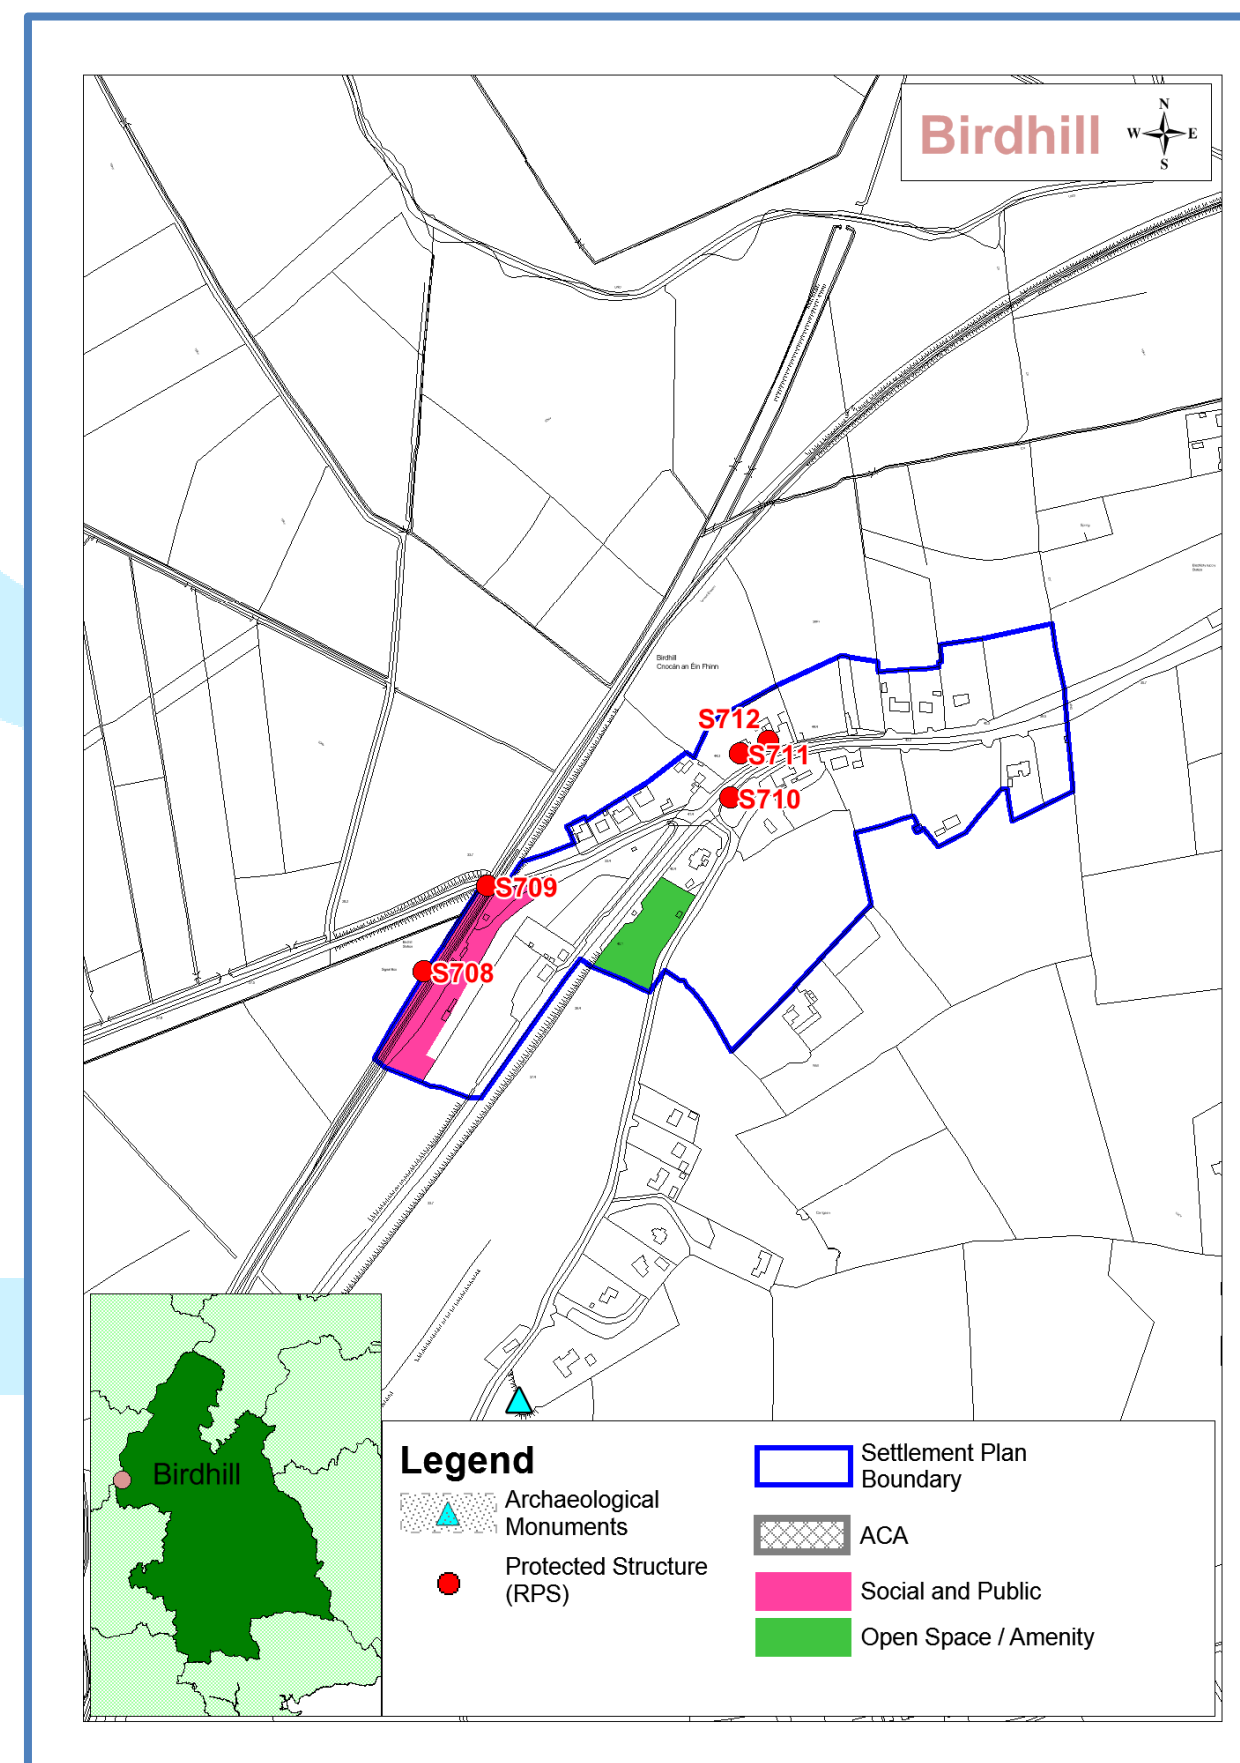 Birdhill
N
W E
S
Birdhill
Cnocán an Éin Fhinn
S712
S711
S710
S709
S708
Birdhill
Legend
Archaeological
Monuments
Protected Structure
(RPS)
Settlement Plan
Boundary
ACA
Social and Public
Open Space / Amenity